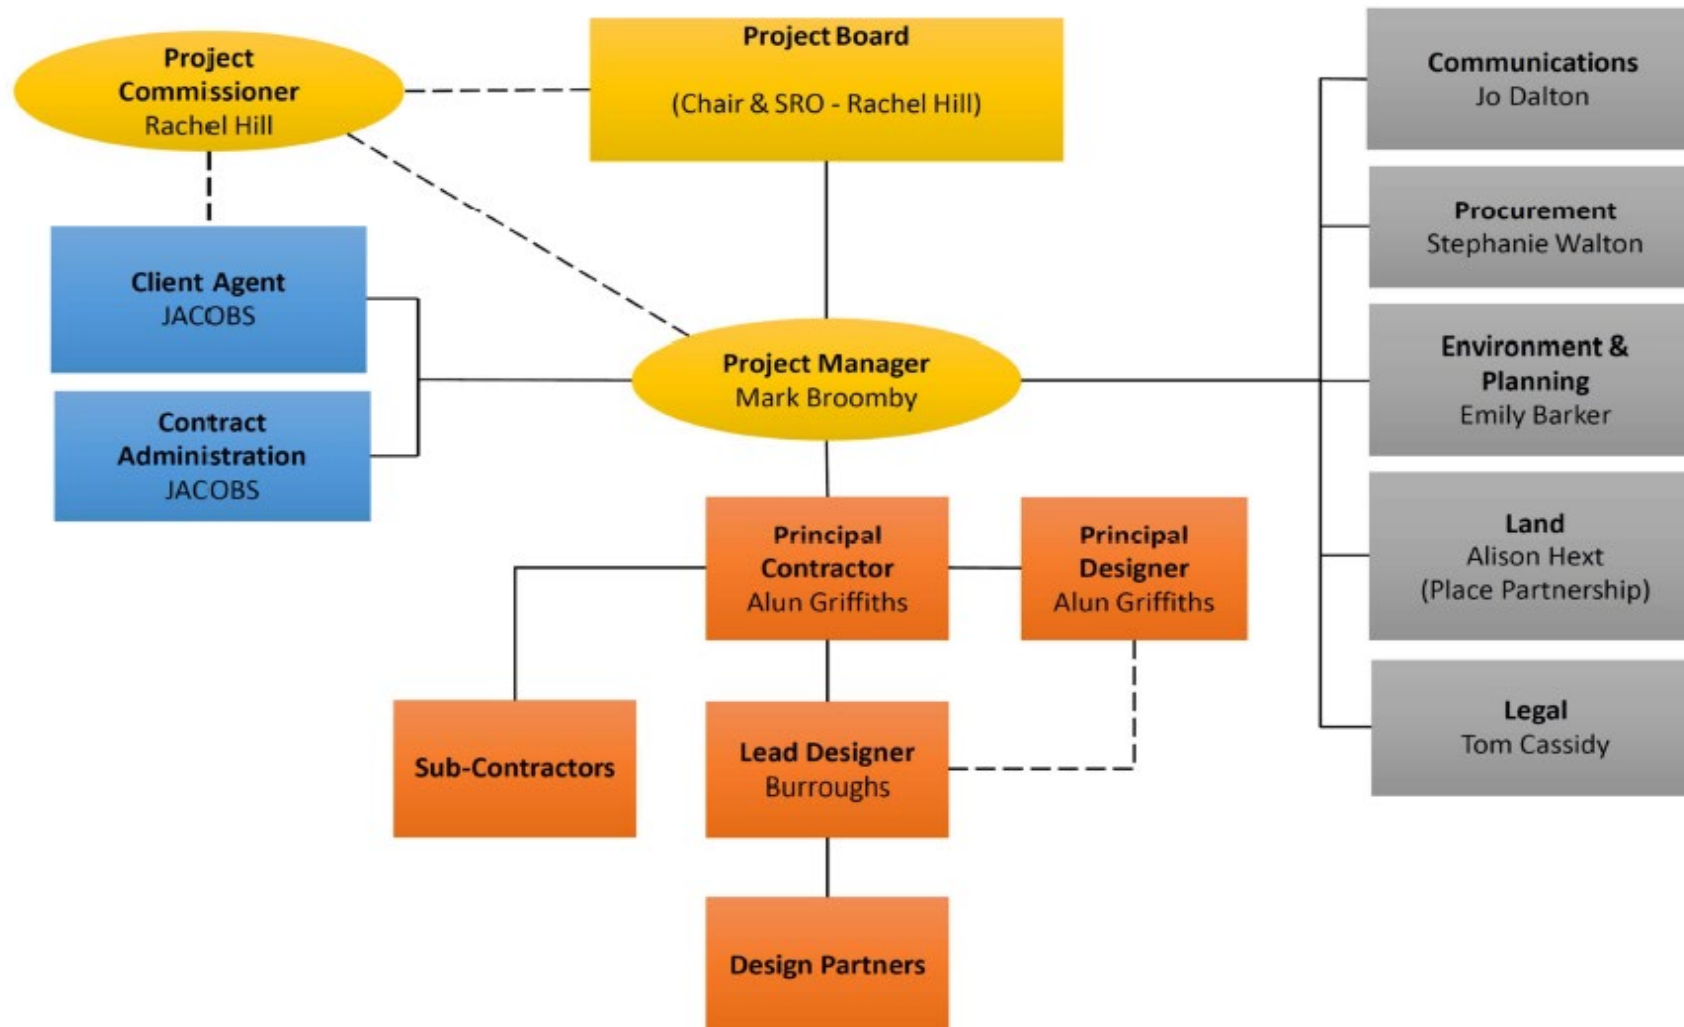 Project
Commissioner
Rachel Hill
Project Board
(Chair & SRO - Rachel Hill)
Communications
Jo Dalton
Procurement
Stephanie Walton
Client Agent
JACOBS
Environment &
Planning
Emily Barker
Project Manager
Mark Broomby
Contract
Administration
JACOBS
Land
Alison Hext
(Place Partnership)
Principal
Contractor
Alun Griffiths
Principal
Designer
Alun Griffiths
Legal
Tom Cassidy
Sub-Contractors
Lead Designer
Burroughs
Design Partners